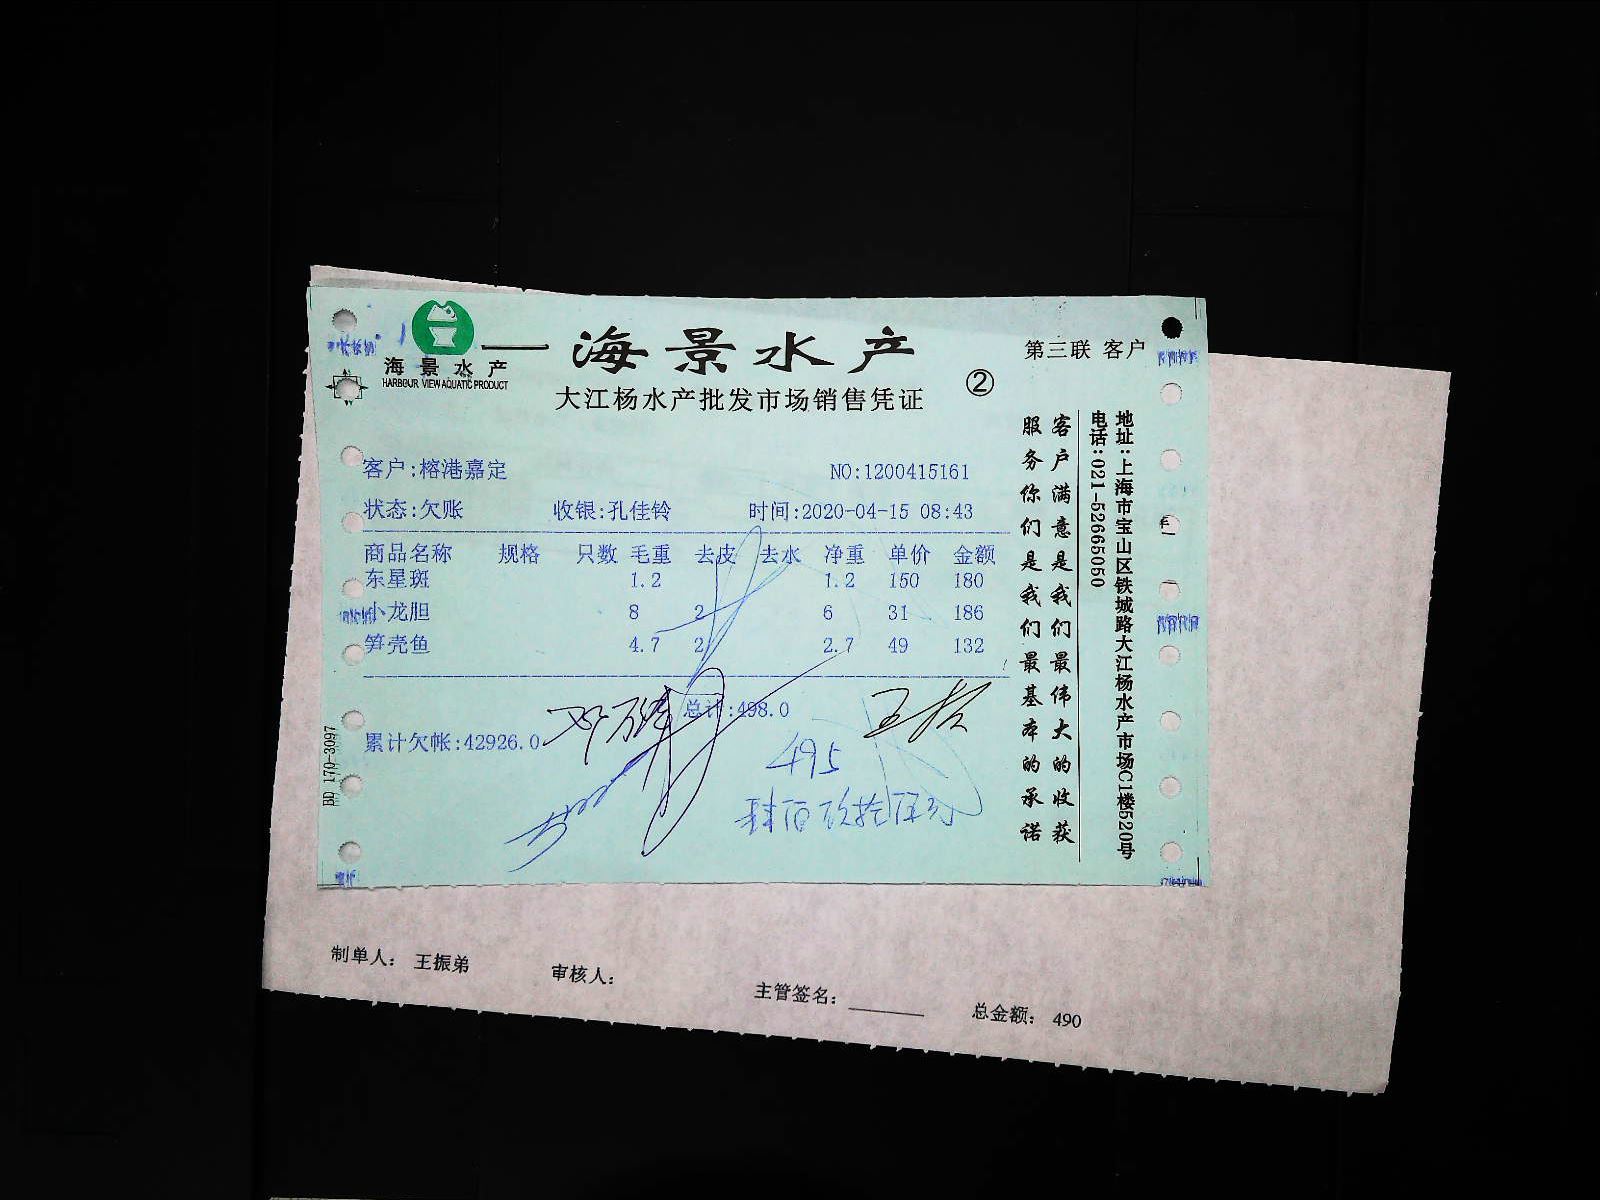 海景水产
HARBOUR VIEW AQUATIC PRODUCT
海景水产
大江杨水产批发市场销售凭证
②
第三联 客户
客户:榕港嘉定 NO:1200415161
状态:欠账 收银:孔佳铃 时间:2020-04-15 08:43
商品名称 规格 只数 毛重 去皮 去水 净重 单价 金额
东星斑 1.2 1.2 150 180
小龙胆 8 2 6 31 186
笋壳鱼 4.7 2 2.7 49 132
总计:498.0
累计欠帐:42926.0
495
肆佰玖拾伍元
客户满意是我们最伟大的收获
服务你们是我们最基本的承诺
地址:上海市宝山区铁城路大江杨水产市场C1楼520号
电话:021-52665050
BD 170-3097
制单人: 王振弟 审核人: 主管签名: 总金额: 490